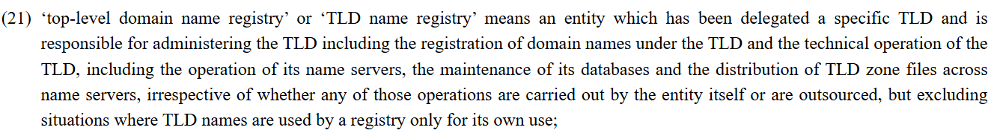 (21) ‘top-level domain name registry’ or ‘TLD name registry’ means an entity which has been delegated a specific TLD and is
responsible for administering the TLD including the registration of domain names under the TLD and the technical operation of the
TLD, including the operation of its name servers, the maintenance of its databases and the distribution of TLD zone files across
name servers, irrespective of whether any of those operations are carried out by the entity itself or are outsourced, but excluding
situations where TLD names are used by a registry only for its own use;